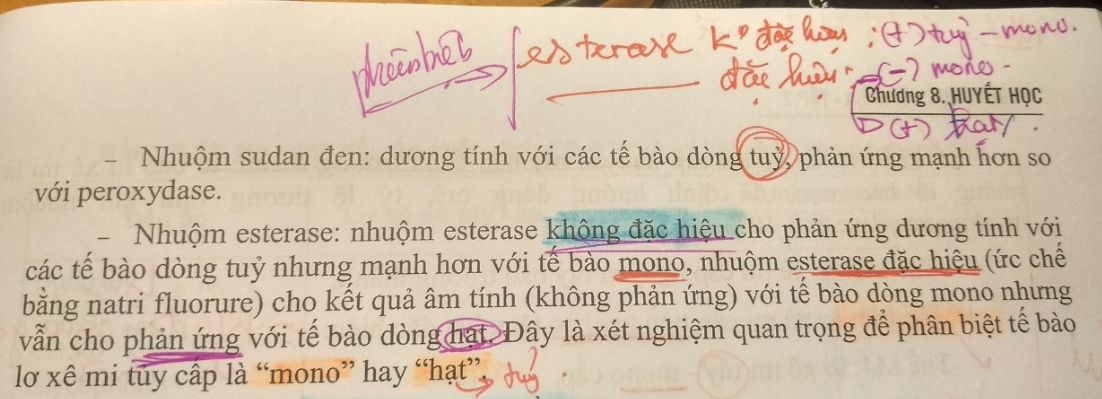 phân biệt esterase k° đặc hiệu : (+) tuỷ - mono.
đặc hiệu (-) mono
Chương 8. HUYẾT HỌC
(+) hạt
– Nhuộm sudan đen: dương tính với các tế bào dòng tuỷ, phản ứng mạnh hơn so
với peroxydase.
– Nhuộm esterase: nhuộm esterase không đặc hiệu cho phản ứng dương tính với
các tế bào dòng tuỷ nhưng mạnh hơn với tế bào mono, nhuộm esterase đặc hiệu (ức chế
bằng natri fluorure) cho kết quả âm tính (không phản ứng) với tế bào dòng mono nhưng
vẫn cho phản ứng với tế bào dòng hạt. Đây là xét nghiệm quan trọng để phân biệt tế bào
lơ xê mi tủy cấp là “mono” hay “hạt”. tuỷ?